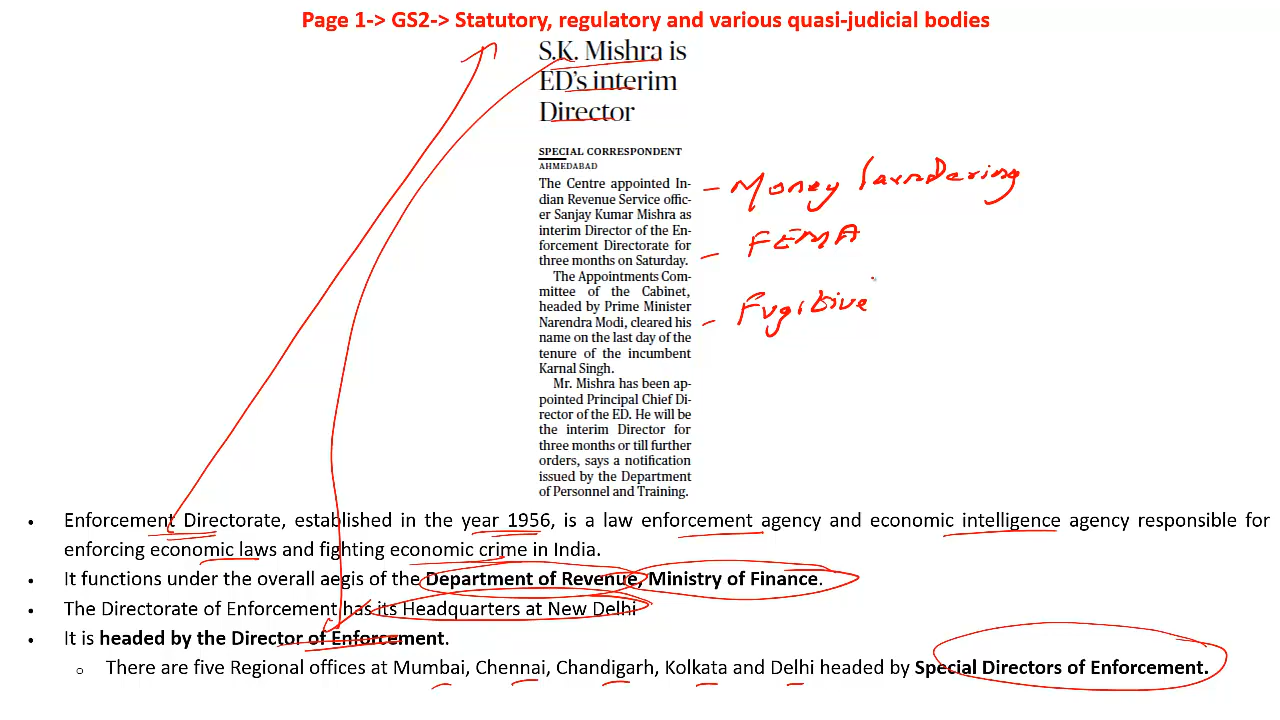 Page 1-> GS2-> Statutory, regulatory and various quasi-judicial bodies
S.K. Mishra is
ED's interim
Director
SPECIAL CORRESPONDENT
AHMEDABAD
The Centre appointed In-
dian Revenue Service offic-
er Sanjay Kumar Mishra as
interim Director of the En-
forcement Directorate for
three months on Saturday.
The Appointments Com-
mittee of the Cabinet,
headed by Prime Minister
Narendra Modi, cleared his
name on the last day of the
tenure of the incumbent
Karnal Singh.
Mr. Mishra has been ap-
pointed Principal Chief Di-
rector of the ED. He will be
the interim Director for
three months or till further
orders, says a notification
issued by the Department
of Personnel and Training.
- Money laundering
- FEMA
- Fugitive
• Enforcement Directorate, established in the year 1956, is a law enforcement agency and economic intelligence agency responsible for
enforcing economic laws and fighting economic crime in India.
• It functions under the overall aegis of the Department of Revenue, Ministry of Finance.
• The Directorate of Enforcement has its Headquarters at New Delhi
• It is headed by the Director of Enforcement.
o There are five Regional offices at Mumbai, Chennai, Chandigarh, Kolkata and Delhi headed by Special Directors of Enforcement.